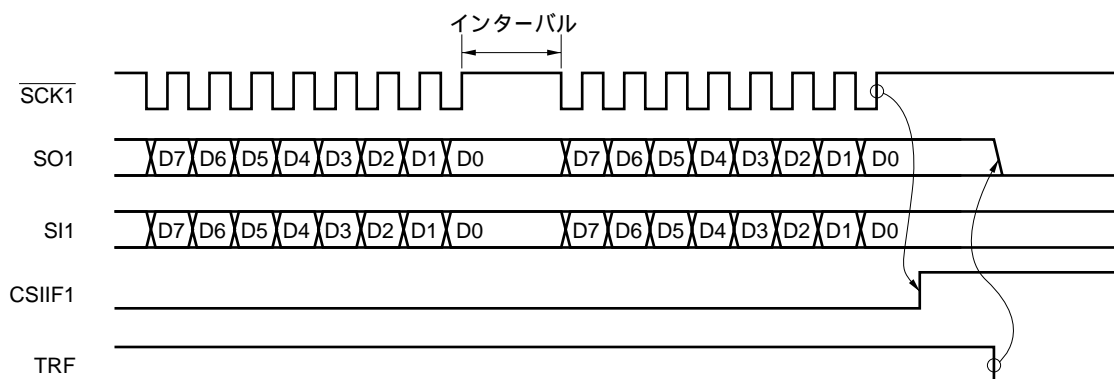 インターバル
SCK1
SO1 D7 D6 D5 D4 D3 D2 D1 D0 D7 D6 D5 D4 D3 D2 D1 D0
SI1 D7 D6 D5 D4 D3 D2 D1 D0 D7 D6 D5 D4 D3 D2 D1 D0
CSIIF1
TRF